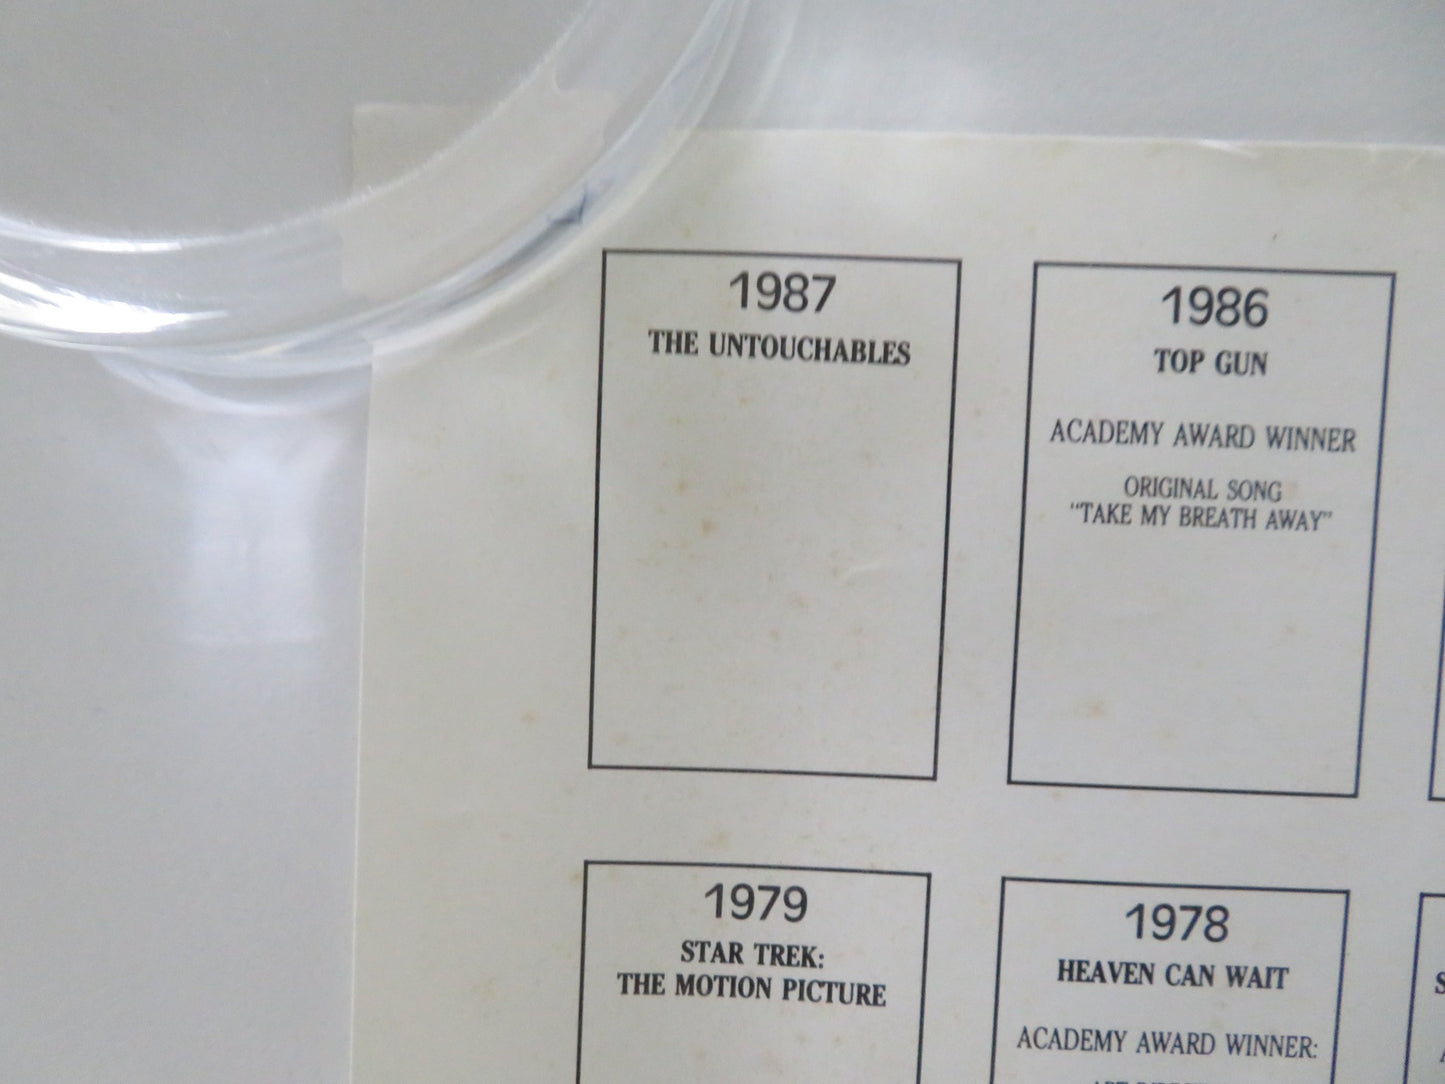 1987
THE UNTOUCHABLES
1986
TOP GUN
ACADEMY AWARD WINNER
ORIGINAL SONG
"TAKE MY BREATH AWAY"
1979
STAR TREK:
THE MOTION PICTURE
1978
HEAVEN CAN WAIT
ACADEMY AWARD WINNER: